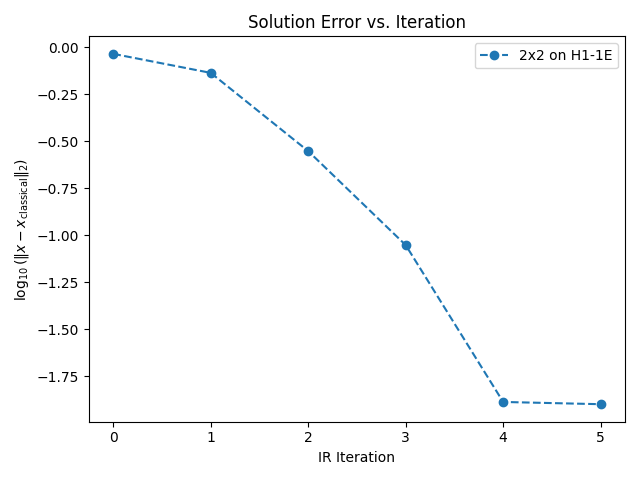 Solution Error vs. Iteration
2x2 on H1-1E
0.00
−0.25
−0.50
−0.75
−1.00
−1.25
−1.50
−1.75
log₁₀(‖x − x_classical‖₂)
0 1 2 3 4 5
IR Iteration